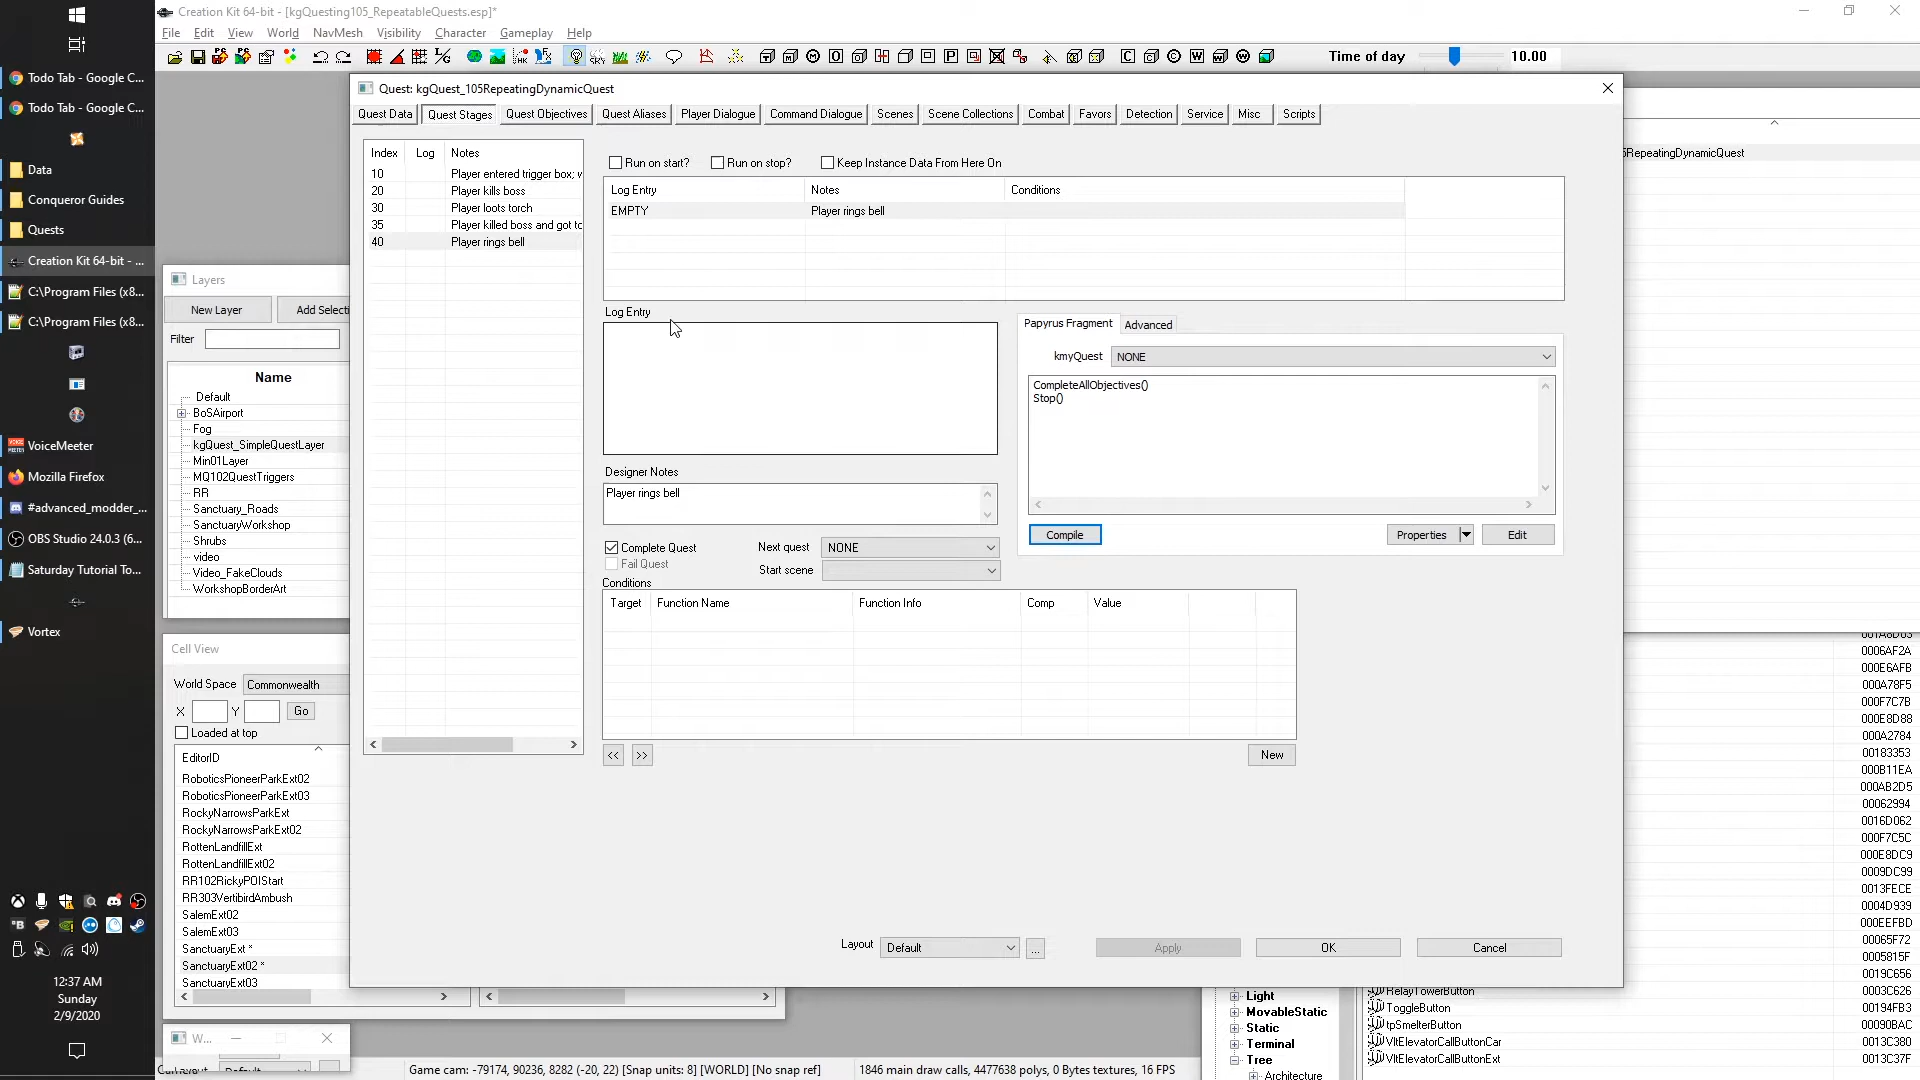 Creation Kit 64-bit - [kgQuesting105_RepeatableQuests.esp]*
File Edit View World NavMesh Visibility Character Gameplay Help
Time of day 10.00
Todo Tab - Google C...
Todo Tab - Google C...
Data
Conqueror Guides
Quests
Creation Kit 64-bit - ...
C:\Program Files (x8...
C:\Program Files (x8...
VoiceMeeter
Mozilla Firefox
#advanced_modder_...
OBS Studio 24.0.3 (6...
Saturday Tutorial To...
Vortex
12:37 AM
Sunday
2/9/2020
Layers
New Layer Add Selecti
Filter
Name
Default
BoSAirport
Fog
kgQuest_SimpleQuestLayer
Min01Layer
MQ102QuestTriggers
RR
Sanctuary_Roads
SanctuaryWorkshop
Shrubs
video
Video_FakeClouds
WorkshopBorderArt
Cell View
World Space Commonwealth
X Y Go
Loaded at top
EditorID
RoboticsPioneerParkExt02
RoboticsPioneerParkExt03
RockyNarrowsParkExt
RockyNarrowsParkExt02
RottenLandfillExt
RottenLandfillExt02
RR102RickyPOIStart
RR303VertibirdAmbush
SalemExt02
SalemExt03
SanctuaryExt *
SanctuaryExt02 *
SanctuaryExt03
W...
Quest: kgQuest_105RepeatingDynamicQuest
Quest Data Quest Stages Quest Objectives Quest Aliases Player Dialogue Command Dialogue Scenes Scene Collections Combat Favors Detection Service Misc Scripts
Index Log Notes
10 Player entered trigger box; v
20 Player kills boss
30 Player loots torch
35 Player killed boss and got to
40 Player rings bell
Run on start? Run on stop? Keep Instance Data From Here On
Log Entry Notes Conditions
EMPTY Player rings bell
Log Entry
Designer Notes
Player rings bell
Complete Quest
Fail Quest
Next quest NONE
Start scene
Papyrus Fragment Advanced
kmyQuest NONE
CompleteAllObjectives()
Stop()
Compile Properties Edit
Conditions
Target Function Name Function Info Comp Value
<< >> New
Layout Default ... Apply OK Cancel
5RepeatingDynamicQuest
001A8D03
0006AF2A
000E6AFB
000A78F5
000F7C7B
000E8D88
000A2784
00183353
000B11EA
000AB2D5
00062994
0016D062
000F7C5C
000E8DC9
0009DC99
0013FECE
0004D939
000EEFBD
00065F72
0005815F
0019C656
0003C626
00194FB3
00090BAC
0013C380
0013C37F
Light
MovableStatic
Static
Terminal
Tree
Architecture
RelayTowerButton
ToggleButton
tpSmelterButton
VltElevatorCallButtonCar
VltElevatorCallButtonExt
Game cam: -79174, 90236, 8282 (-20, 22) [Snap units: 8] [WORLD] [No snap ref]
1846 main draw calls, 4477638 polys, 0 Bytes textures, 16 FPS